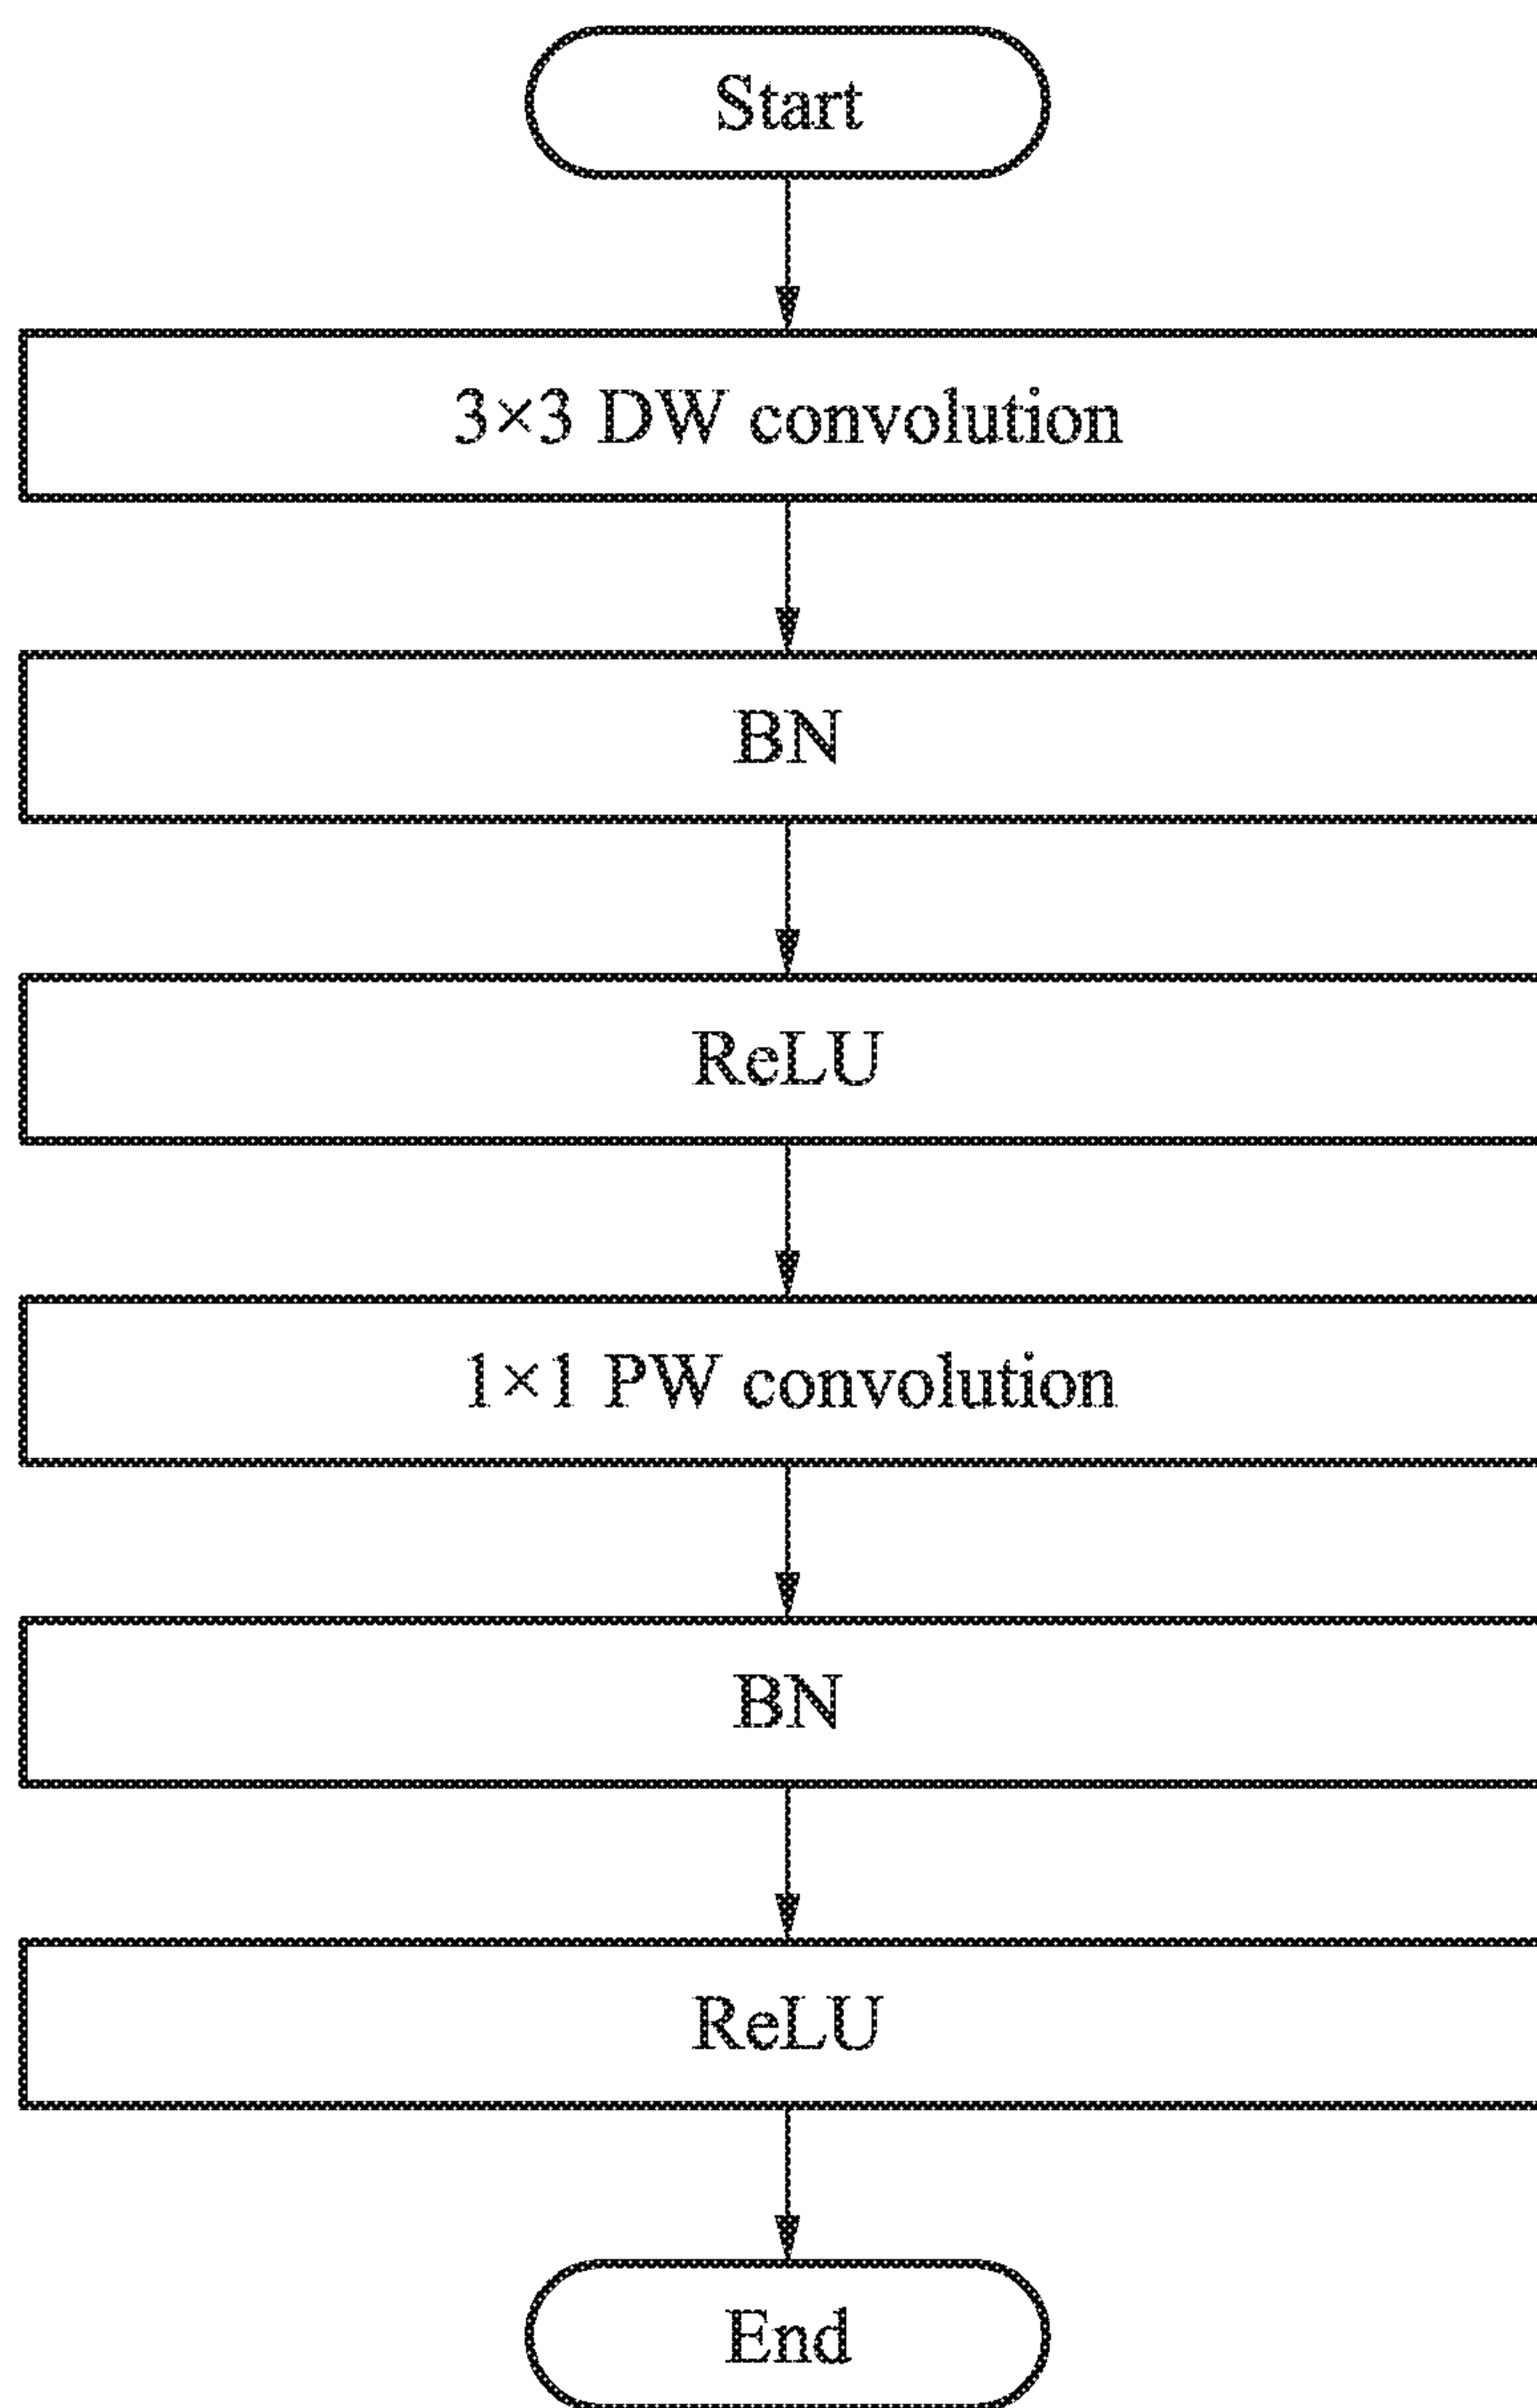 Start
3×3 DW convolution
BN
ReLU
1×1 PW convolution
BN
ReLU
End